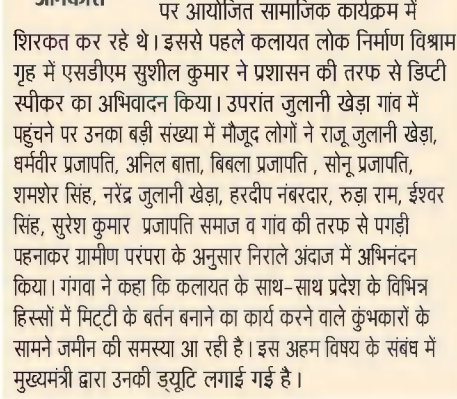 पर आयोजित सामाजिक कार्यक्रम में
शिरकत कर रहे थे। इससे पहले कलायत लोक निर्माण विश्राम
गृह में एसडीएम सुशील कुमार ने प्रशासन की तरफ से डिप्टी
स्पीकर का अभिवादन किया। उपरांत जुलानी खेड़ा गांव में
पहुंचने पर उनका बड़ी संख्या में मौजूद लोगों ने राजू जुलानी खेड़ा,
धर्मवीर प्रजापति, अनिल बात्ता, बिबला प्रजापति , सोनू प्रजापति,
शमशेर सिंह, नरेंद्र जुलानी खेड़ा, हरदीप नंबरदार, रुड़ा राम, ईश्वर
सिंह, सुरेश कुमार प्रजापति समाज व गांव की तरफ से पगड़ी
पहनाकर ग्रामीण परंपरा के अनुसार निराले अंदाज में अभिनंदन
किया। गंगवा ने कहा कि कलायत के साथ-साथ प्रदेश के विभिन्न
हिस्सों में मिट्टी के बर्तन बनाने का कार्य करने वाले कुंभकारों के
सामने जमीन की समस्या आ रही है। इस अहम विषय के संबंध में
मुख्यमंत्री द्वारा उनकी ड्यूटि लगाई गई है।